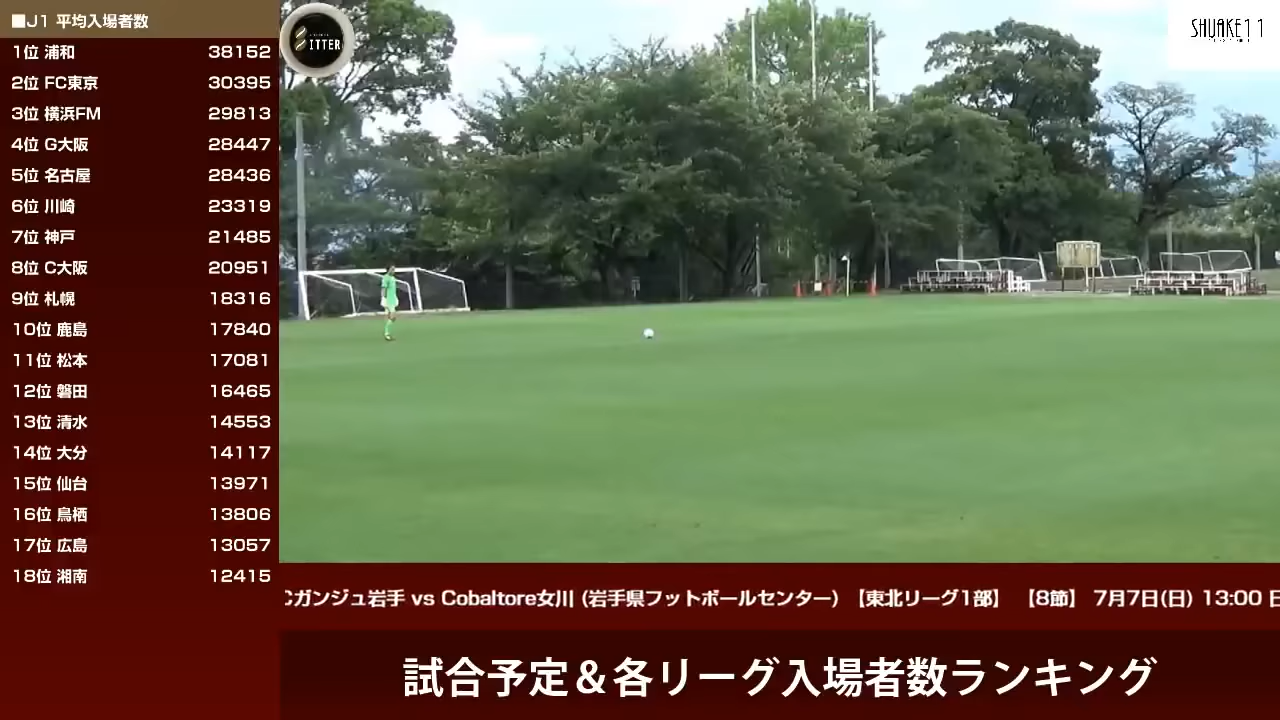 ■J1 平均入場者数
1位 浦和 38152
2位 FC東京 30395
3位 横浜FM 29813
4位 G大阪 28447
5位 名古屋 28436
6位 川崎 23319
7位 神戸 21485
8位 C大阪 20951
9位 札幌 18316
10位 鹿島 17840
11位 松本 17081
12位 磐田 16465
13位 清水 14553
14位 大分 14117
15位 仙台 13971
16位 鳥栖 13806
17位 広島 13057
18位 湘南 12415
SITTER
SHUAKE11
Cガンジュ岩手 vs Cobaltore女川 (岩手県フットボールセンター) 【東北リーグ1部】 【8節】 7月7日(日) 13:00 日
試合予定＆各リーグ入場者数ランキング